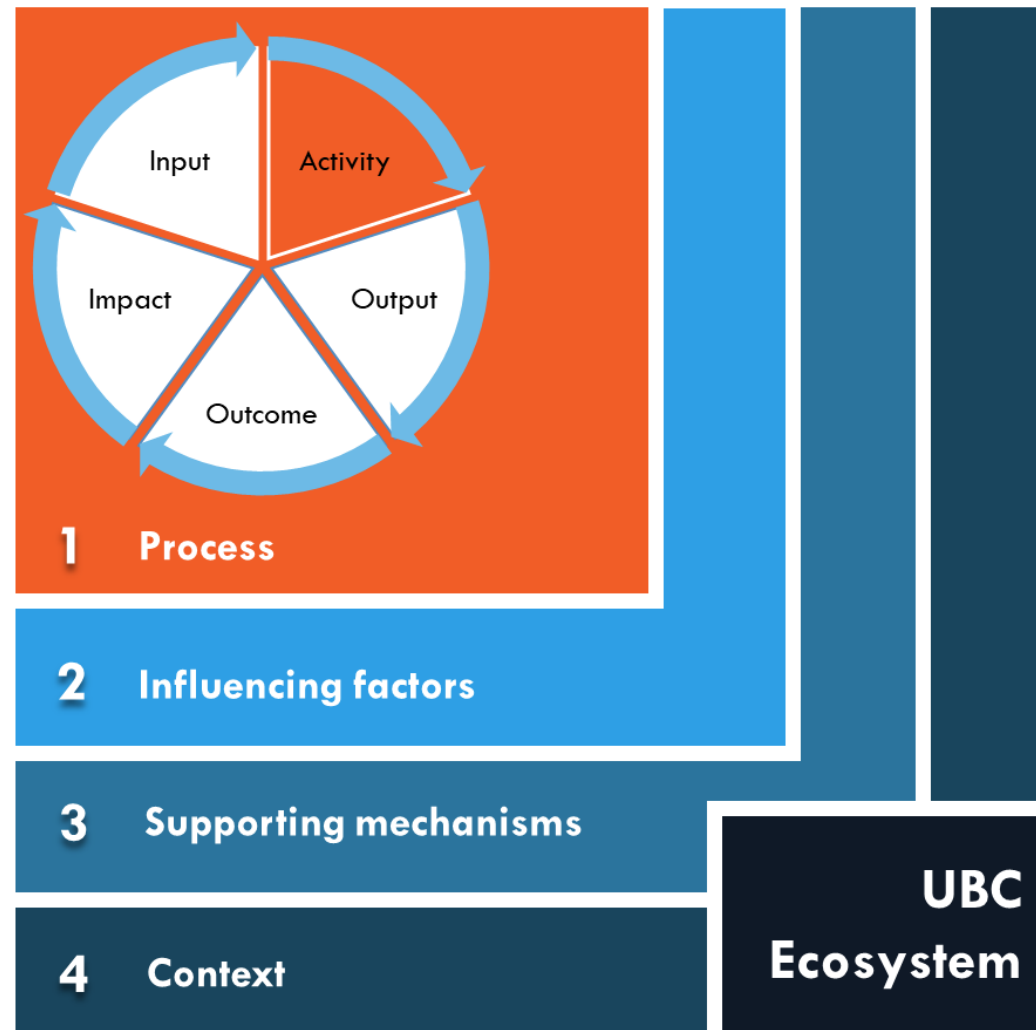 Input
Activity
Impact
Output
Outcome
1 Process
2 Influencing factors
3 Supporting mechanisms
4 Context
UBC
Ecosystem